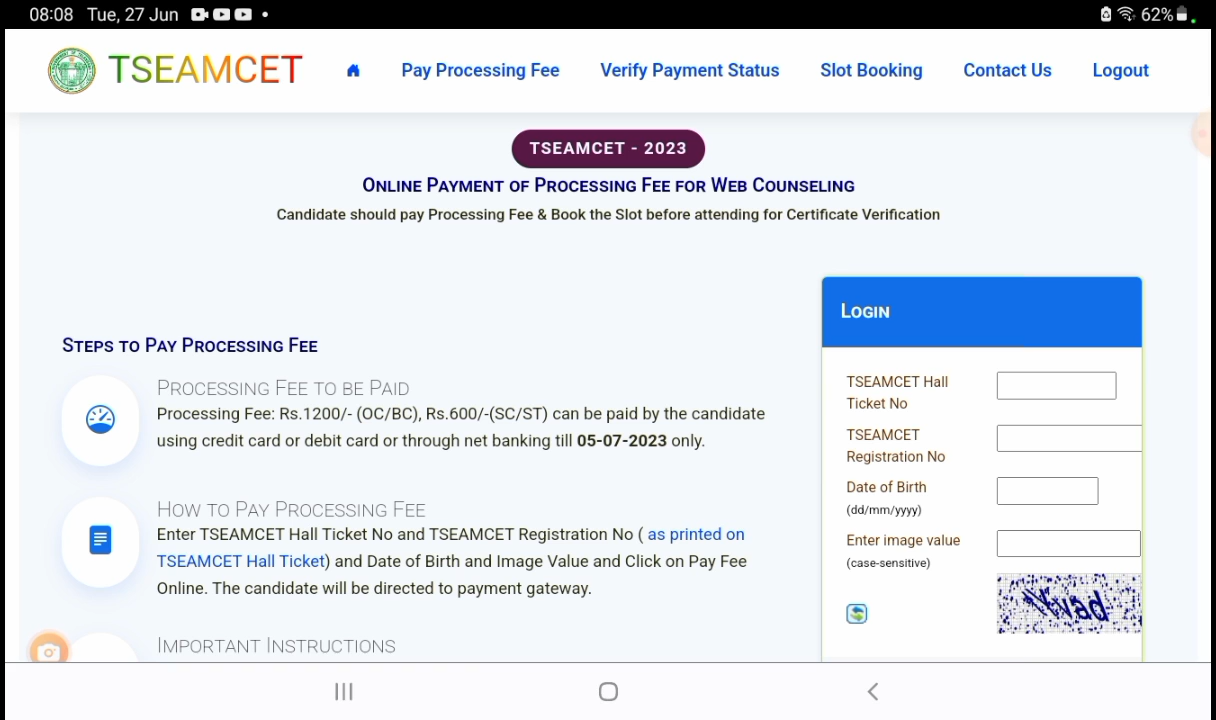 08:08 Tue, 27 Jun
62%
TSEAMCET
Pay Processing Fee
Verify Payment Status
Slot Booking
Contact Us
Logout
TSEAMCET - 2023
ONLINE PAYMENT OF PROCESSING FEE FOR WEB COUNSELING
Candidate should pay Processing Fee & Book the Slot before attending for Certificate Verification
STEPS TO PAY PROCESSING FEE
PROCESSING FEE TO BE PAID
Processing Fee: Rs.1200/- (OC/BC), Rs.600/-(SC/ST) can be paid by the candidate
using credit card or debit card or through net banking till 05-07-2023 only.
HOW TO PAY PROCESSING FEE
Enter TSEAMCET Hall Ticket No and TSEAMCET Registration No ( as printed on
TSEAMCET Hall Ticket) and Date of Birth and Image Value and Click on Pay Fee
Online. The candidate will be directed to payment gateway.
IMPORTANT INSTRUCTIONS
LOGIN
TSEAMCET Hall
Ticket No
TSEAMCET
Registration No
Date of Birth
(dd/mm/yyyy)
Enter image value
(case-sensitive)